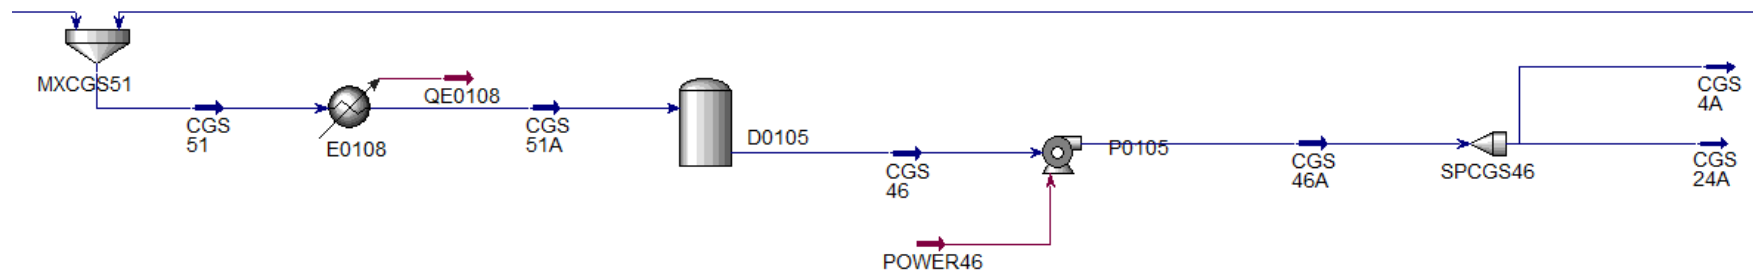 MXCGS51
CGS
51
E0108
QE0108
CGS
51A
D0105
CGS
46
POWER46
P0105
CGS
46A
SPCGS46
CGS
4A
CGS
24A